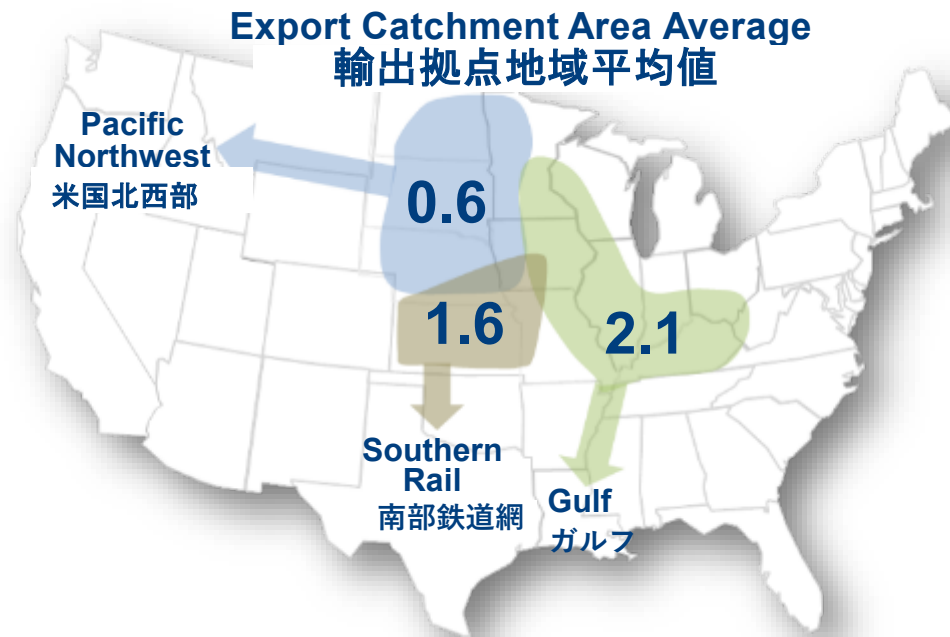 Export Catchment Area Average
輸出拠点地域平均値
Pacific
Northwest
米国北西部
0.6
1.6
2.1
Southern
Rail
南部鉄道網
Gulf
ガルフ